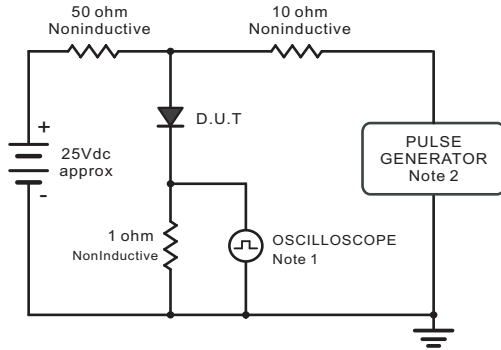 50 ohm
Noninductive
10 ohm
Noninductive
D.U.T
+
25Vdc
approx
-
PULSE
GENERATOR
Note 2
1 ohm
NonInductive
OSCILLOSCOPE
Note 1